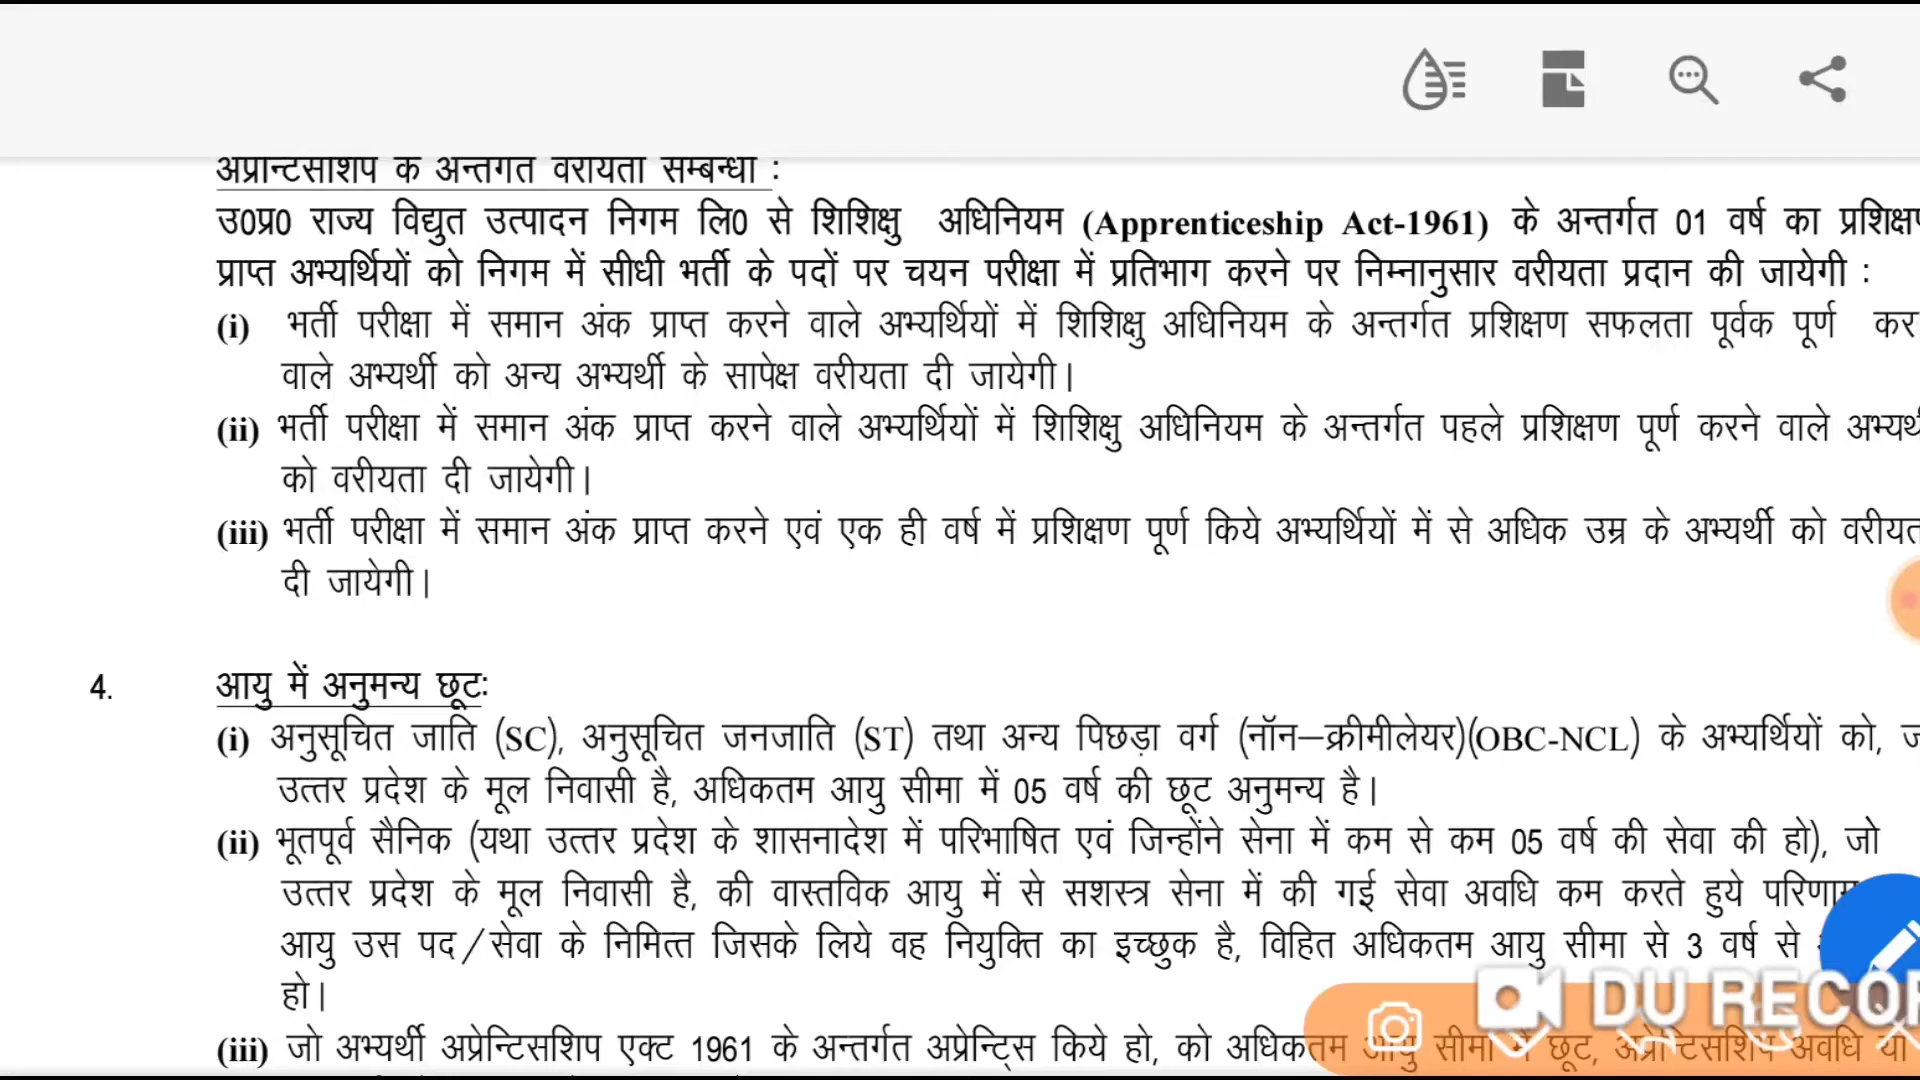 अप्रेन्टिसशिप के अन्तर्गत वरीयता सम्बन्धी :
उ0प्र0 राज्य विद्युत उत्पादन निगम लि0 से शिशिक्षु अधिनियम (Apprenticeship Act-1961) के अन्तर्गत 01 वर्ष का
प्राप्त अभ्यर्थियों को निगम में सीधी भर्ती के पदों पर चयन परीक्षा में प्रतिभाग करने पर निम्नानुसार वरीयता प्रदान की जायेगी :
(i) भर्ती परीक्षा में समान अंक प्राप्त करने वाले अभ्यर्थियों में शिशिक्षु अधिनियम के अन्तर्गत प्रशिक्षण सफलता पूर्वक पूर्ण कर
वाले अभ्यर्थी को अन्य अभ्यर्थी के सापेक्ष वरीयता दी जायेगी।
(ii) भर्ती परीक्षा में समान अंक प्राप्त करने वाले अभ्यर्थियों में शिशिक्षु अधिनियम के अन्तर्गत पहले प्रशिक्षण पूर्ण करने वाले
को वरीयता दी जायेगी।
(iii) भर्ती परीक्षा में समान अंक प्राप्त करने एवं एक ही वर्ष में प्रशिक्षण पूर्ण किये अभ्यर्थियों में से अधिक उम्र के अभ्यर्थी को
दी जायेगी।
4. आयु में अनुमन्य छूटः
(i) अनुसूचित जाति (SC), अनुसूचित जनजाति (ST) तथा अन्य पिछड़ा वर्ग (नॉन–क्रीमीलेयर)(OBC-NCL) के अभ्यर्थियों को,
उत्तर प्रदेश के मूल निवासी है, अधिकतम आयु सीमा में 05 वर्ष की छूट अनुमन्य है।
(ii) भूतपूर्व सैनिक (यथा उत्तर प्रदेश के शासनादेश में परिभाषित एवं जिन्होंने सेना में कम से कम 05 वर्ष की सेवा की हो), जो
उत्तर प्रदेश के मूल निवासी है, की वास्तविक आयु में से सशस्त्र सेना में की गई सेवा अवधि कम करते हुये
आयु उस पद/सेवा के निमित्त जिसके लिये वह नियुक्ति का इच्छुक है, विहित अधिकतम आयु सीमा से 3 वर्ष से
हो।
(iii) जो अभ्यर्थी अप्रेन्टिसशिप एक्ट 1961 के अन्तर्गत अप्रेन्ट्सि किये हो, को अधिकतम आयु सीमा में छूट, अप्रेन्टिसशिप अवधि या
DU RECOR